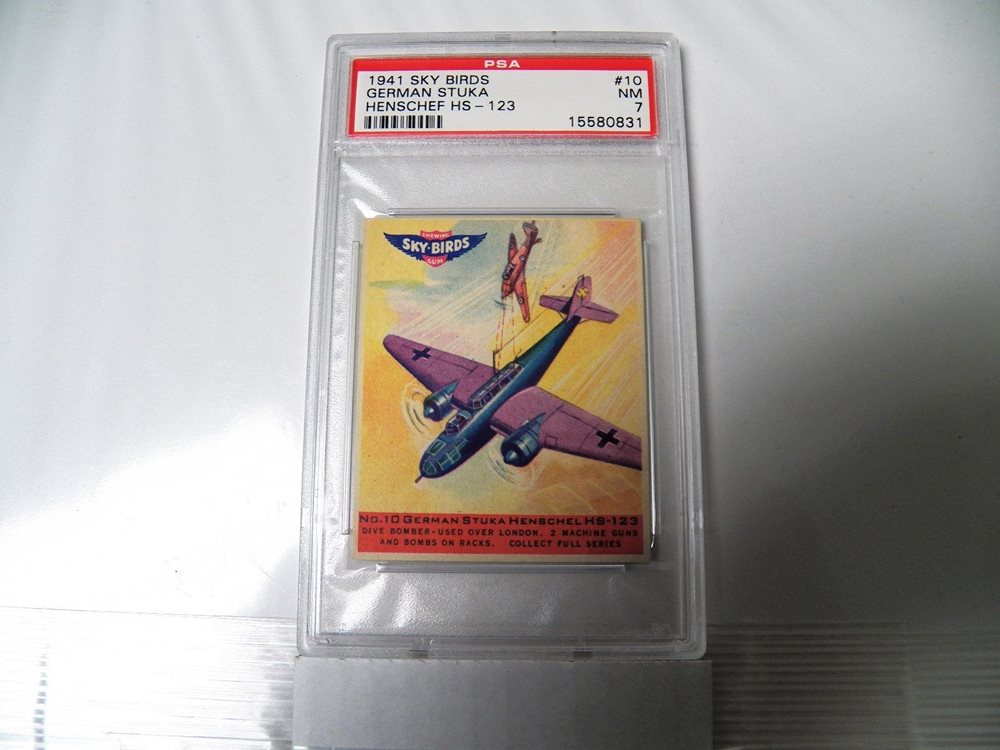 PSA
1941 SKY BIRDS #10
GERMAN STUKA NM
HENSCHEF HS-123 7
15580831
CHEWING
SKY-BIRDS
GUM
No.10 GERMAN STUKA HENSCHEL HS-123
DIVE BOMBER-USED OVER LONDON. 2 MACHINE GUNS
AND BOMBS ON RACKS. COLLECT FULL SERIES